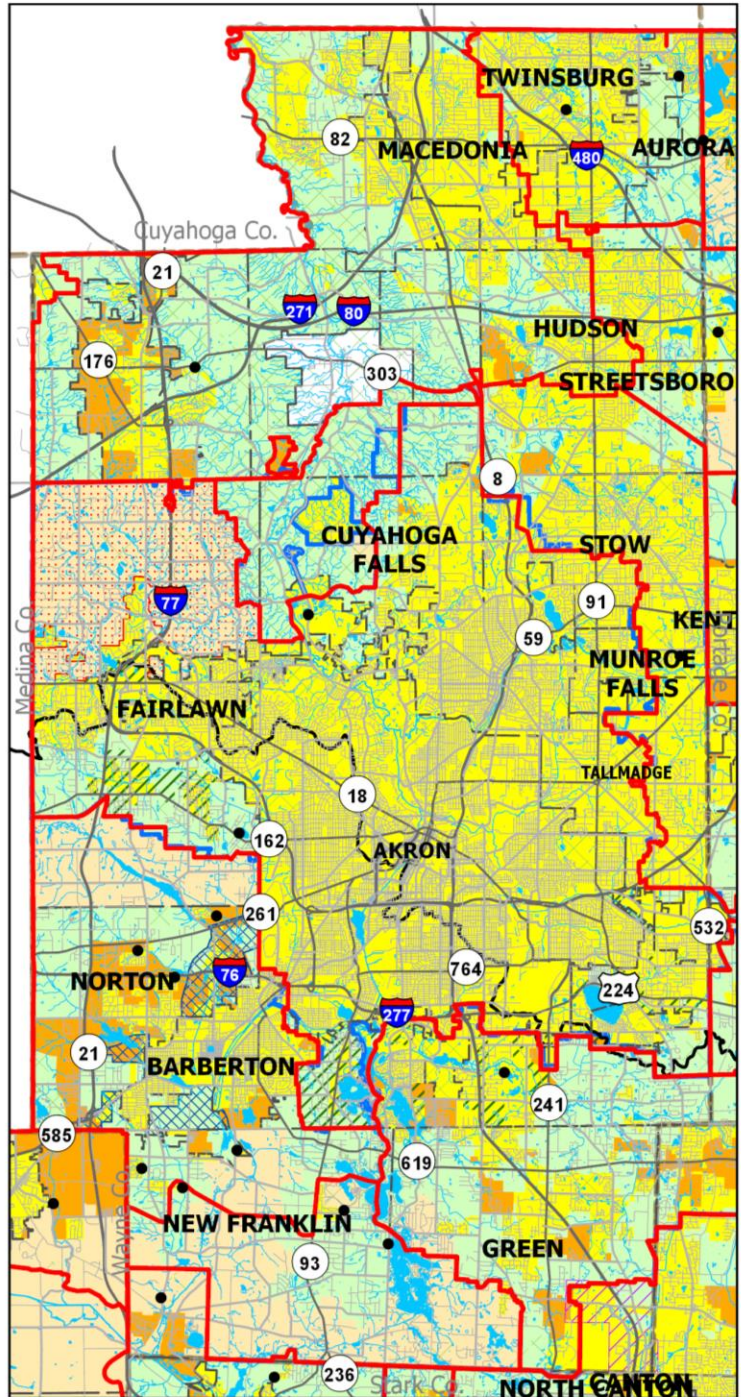 TWINSBURG
82
MACEDONIA
480
AURORA
Cuyahoga Co.
21
271
80
HUDSON
176
303
STREETSBORO
8
CUYAHOGA
FALLS
STOW
77
91
KENT
59
Medina Co.
Portage Co.
MUNROE
FALLS
FAIRLAWN
TALLMADGE
18
162
AKRON
261
532
NORTON
76
764
224
277
21
BARBERTON
241
585
619
Wayne Co.
NEW FRANKLIN
GREEN
93
236
Stark Co.
NORTH CANTON
CANTON